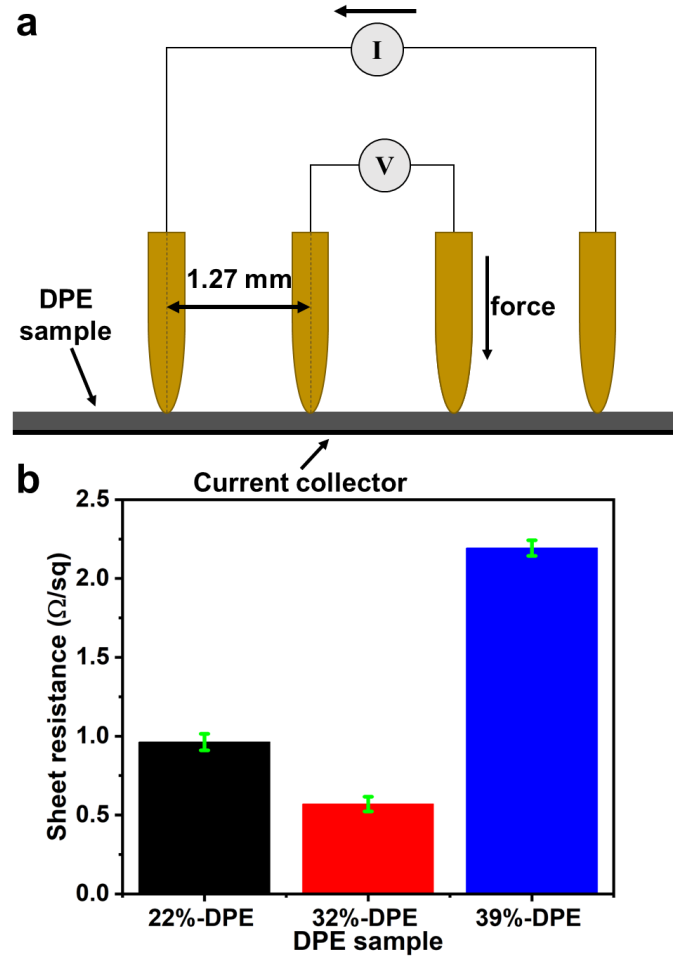 a
I
V
1.27 mm
DPE
sample
force
Current collector
b
Sheet resistance (Ω/sq)
2.5
2.0
1.5
1.0
0.5
0.0
22%-DPE
32%-DPE
39%-DPE
DPE sample